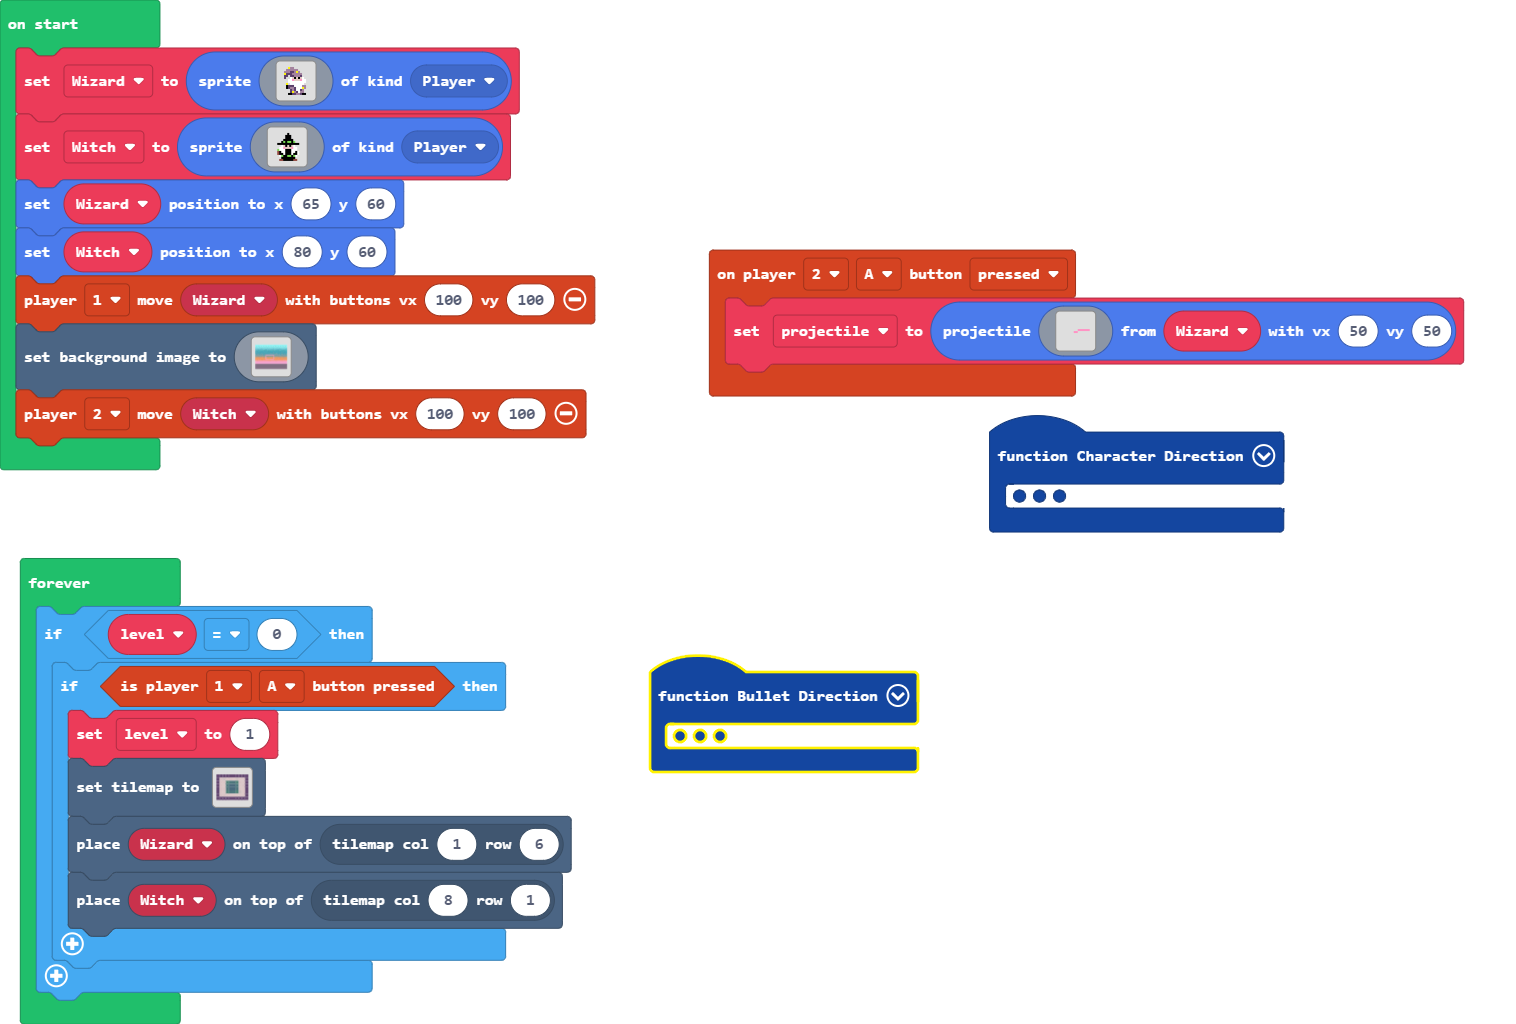 on start
set Wizard to sprite of kind Player
set Witch to sprite of kind Player
set Wizard position to x 65 y 60
set Witch position to x 80 y 60
player 1 move Wizard with buttons vx 100 vy 100
set background image to
player 2 move Witch with buttons vx 100 vy 100
on player 2 A button pressed
set projectile to projectile from Wizard with vx 50 vy 50
function Character Direction
forever
if level = 0 then
if is player 1 A button pressed then
set level to 1
set tilemap to
place Wizard on top of tilemap col 1 row 6
place Witch on top of tilemap col 8 row 1
function Bullet Direction